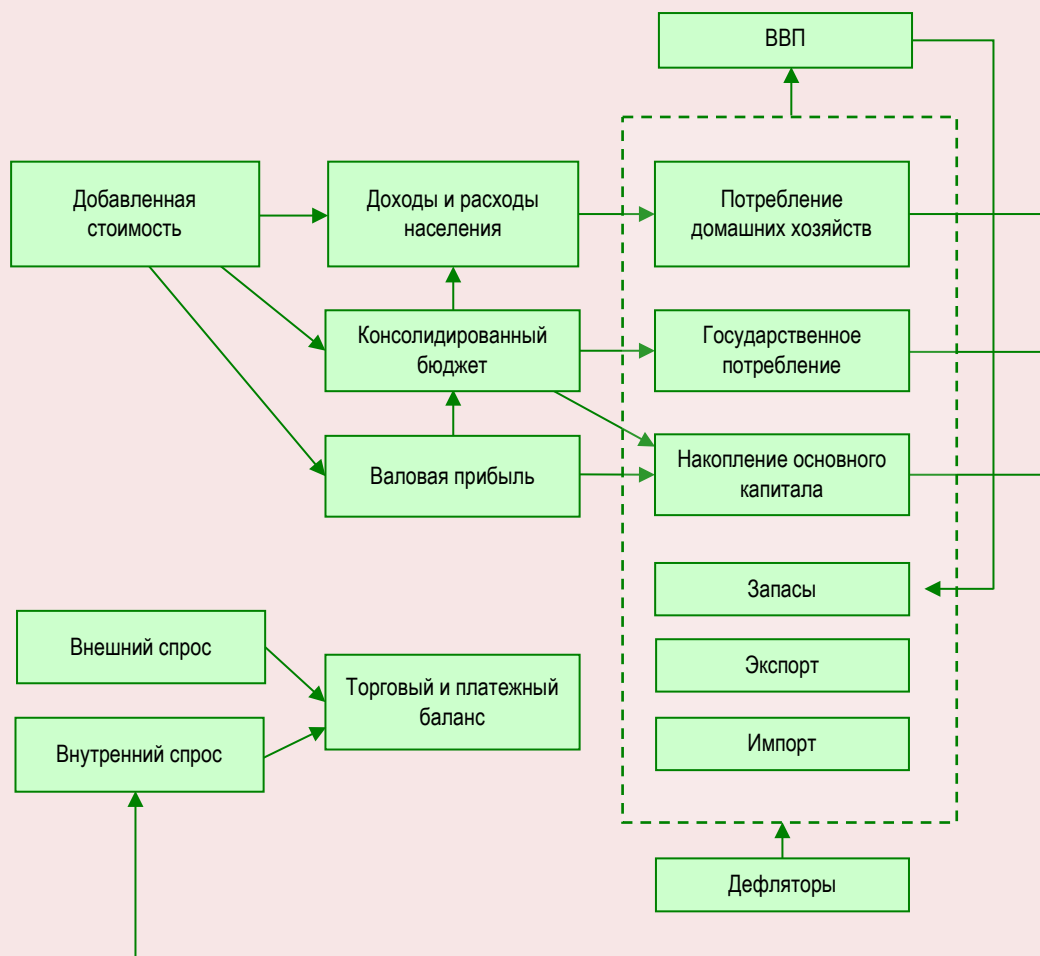 ВВП
Добавленная
стоимость
Доходы и расходы
населения
Потребление
домашних хозяйств
Консолидированный
бюджет
Государственное
потребление
Валовая прибыль
Накопление основного
капитала
Запасы
Внешний спрос
Экспорт
Торговый и платежный
баланс
Внутренний спрос
Импорт
Дефляторы